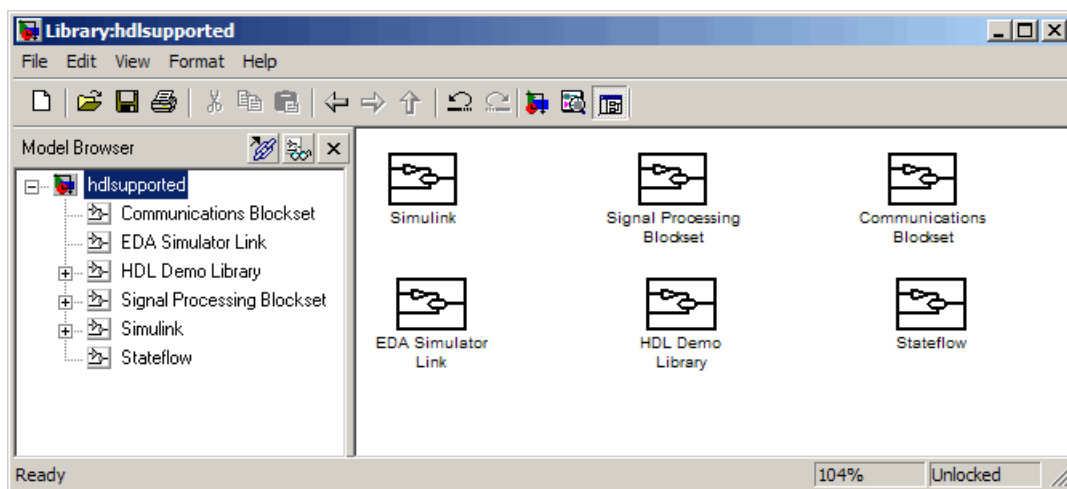 Library:hdlsupported
File Edit View Format Help
Model Browser
hdlsupported
Communications Blockset
EDA Simulator Link
HDL Demo Library
Signal Processing Blockset
Simulink
Stateflow
Simulink
Signal Processing
Blockset
Communications
Blockset
EDA Simulator
Link
HDL Demo
Library
Stateflow
Ready 104% Unlocked